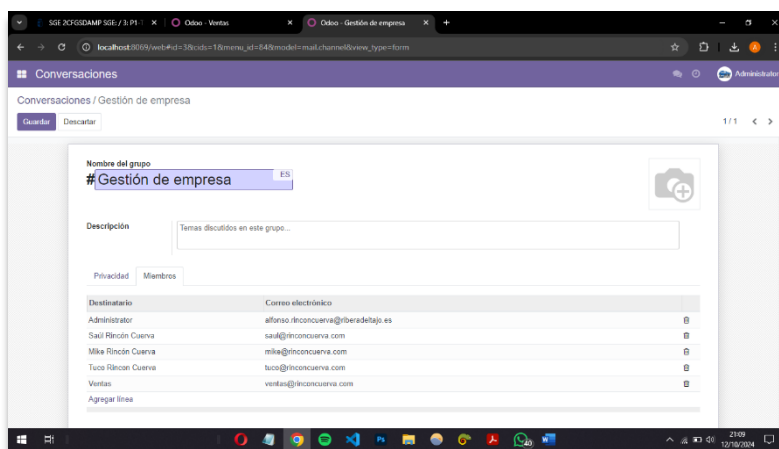 SGE 2CFGSDAMP SGE: / 3: P1-T
Odoo - Ventas
Odoo - Gestión de empresa
localhost:8069/web#id=3&cids=1&menu_id=84&model=mail.channel&view_type=form
Conversaciones
Administrator
Conversaciones / Gestión de empresa
Guardar Descartar
1 / 1
Nombre del grupo
#Gestión de empresa ES
Descripción
Temas discutidos en este grupo...
Privacidad Miembros
Destinatario Correo electrónico
Administrator alfonso.rinconcuerva@riberadeltajo.es
Saúl Rincón Cuerva saul@rinconcuerva.com
Mike Rincón Cuerva mike@rinconcuerva.com
Tuco Rincon Cuerva tuco@rinconcuerva.com
Ventas ventas@rinconcuerva.com
Agregar línea
21:09
12/10/2024